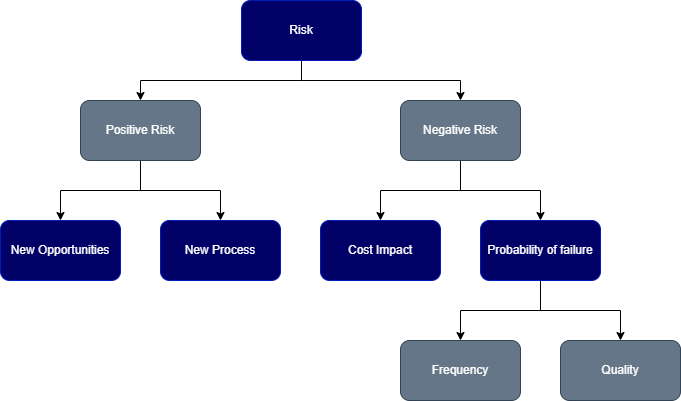 Risk
Positive Risk
Negative Risk
New Opportunities
New Process
Cost Impact
Probability of failure
Frequency
Quality